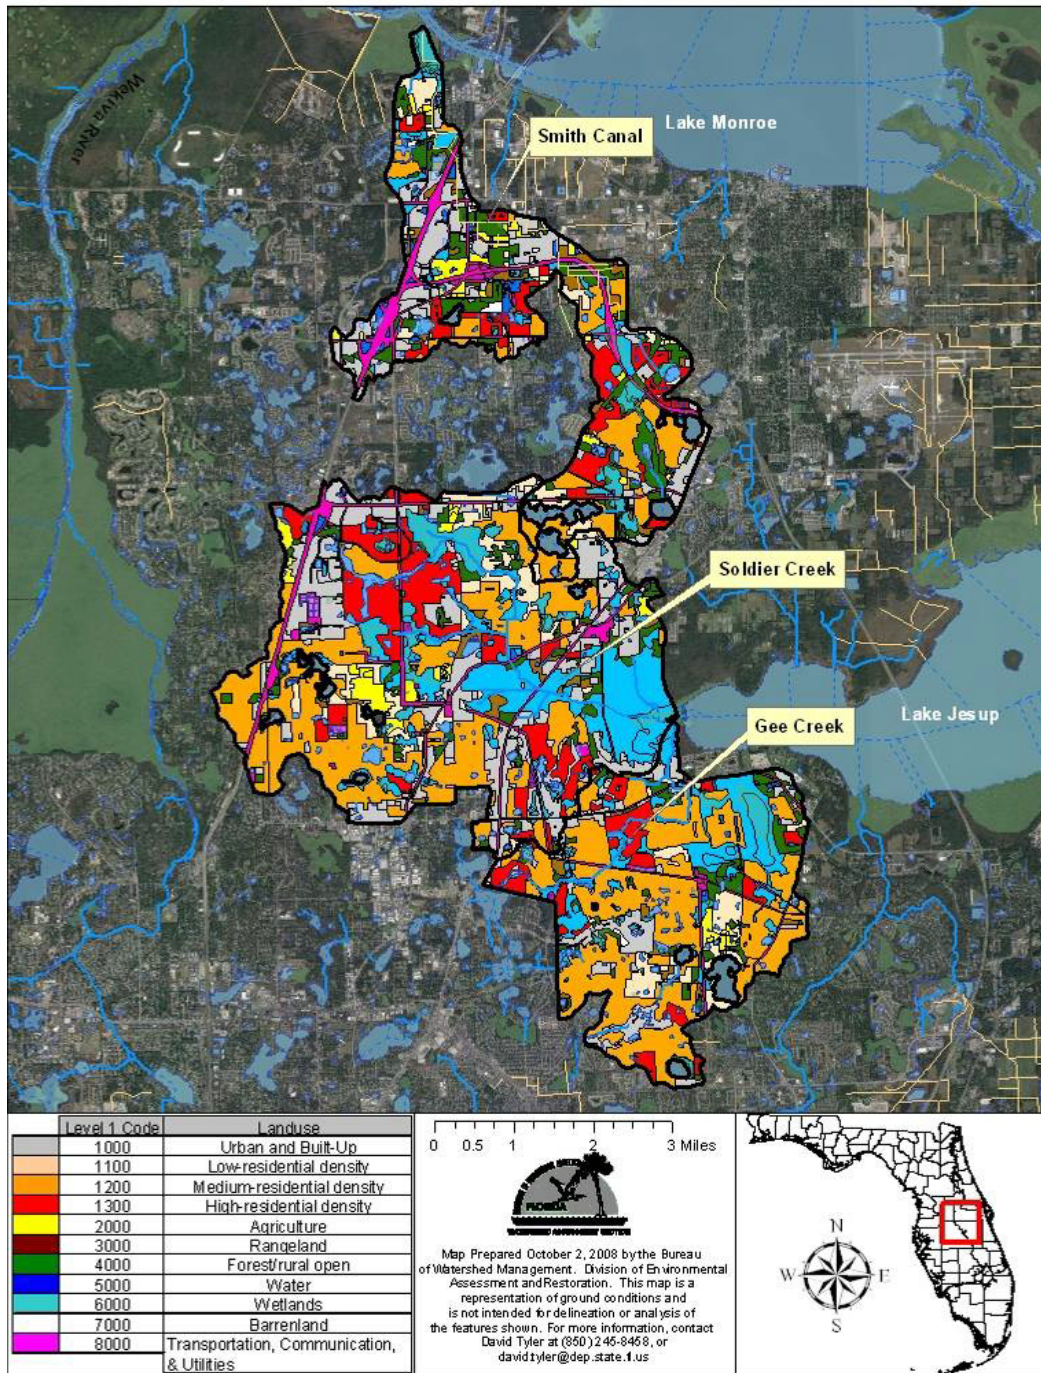 Wekiva River
Lake Monroe
Smith Canal
Soldier Creek
Lake Jesup
Gee Creek
Level 1 Code Landuse
1000 Urban and Built-Up
1100 Low-residential density
1200 Medium-residential density
1300 High-residential density
2000 Agriculture
3000 Rangeland
4000 Forest/rural open
5000 Water
6000 Wetlands
7000 Barrenland
8000 Transportation, Communication,
& Utilities
0 0.5 1 2 3 Miles
FLORIDA
Map Prepared October 2, 2008 by the Bureau
of Watershed Management. Division of Environmental
Assessment and Restoration. This map is a
representation of ground conditions and
is not intended for delineation or analysis of
the features shown. For more information, contact
David Tyler at (850) 245-8458, or
david.tyler@dep.state.fl.us
N
W E
S